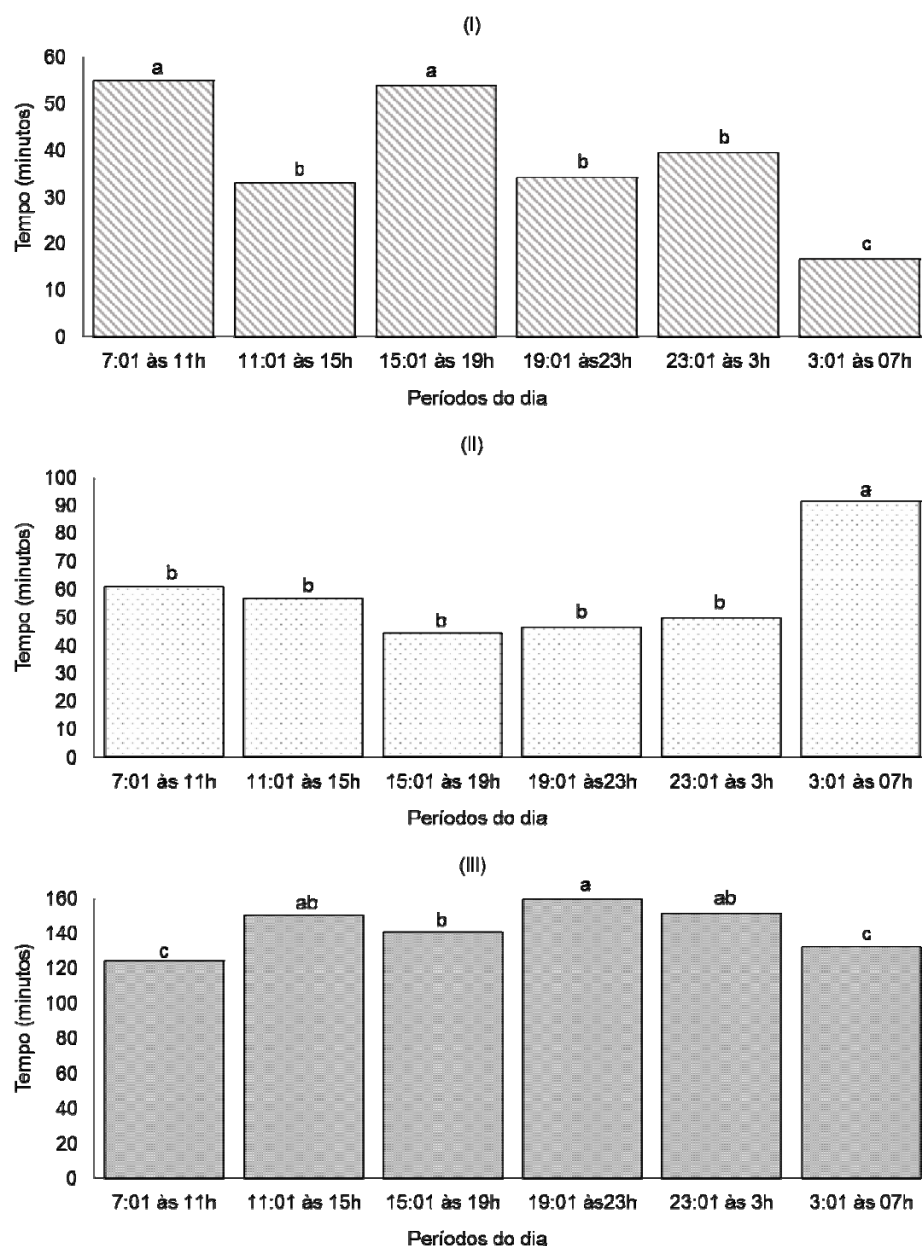 (I)
60
50
40
30
20
10
0
Tempo (minutos)
a
b
a
b
b
c
7:01 às 11h
11:01 às 15h
15:01 às 19h
19:01 às23h
23:01 às 3h
3:01 às 07h
Períodos do dia
(II)
100
90
80
70
60
50
40
30
20
10
0
Tempo (minutos)
b
b
b
b
b
a
7:01 às 11h
11:01 às 15h
15:01 às 19h
19:01 às23h
23:01 às 3h
3:01 às 07h
Períodos do dia
(III)
160
140
120
100
80
60
40
20
0
Tempo (minutos)
c
ab
b
a
ab
c
7:01 às 11h
11:01 às 15h
15:01 às 19h
19:01 às23h
23:01 às 3h
3:01 às 07h
Períodos do dia